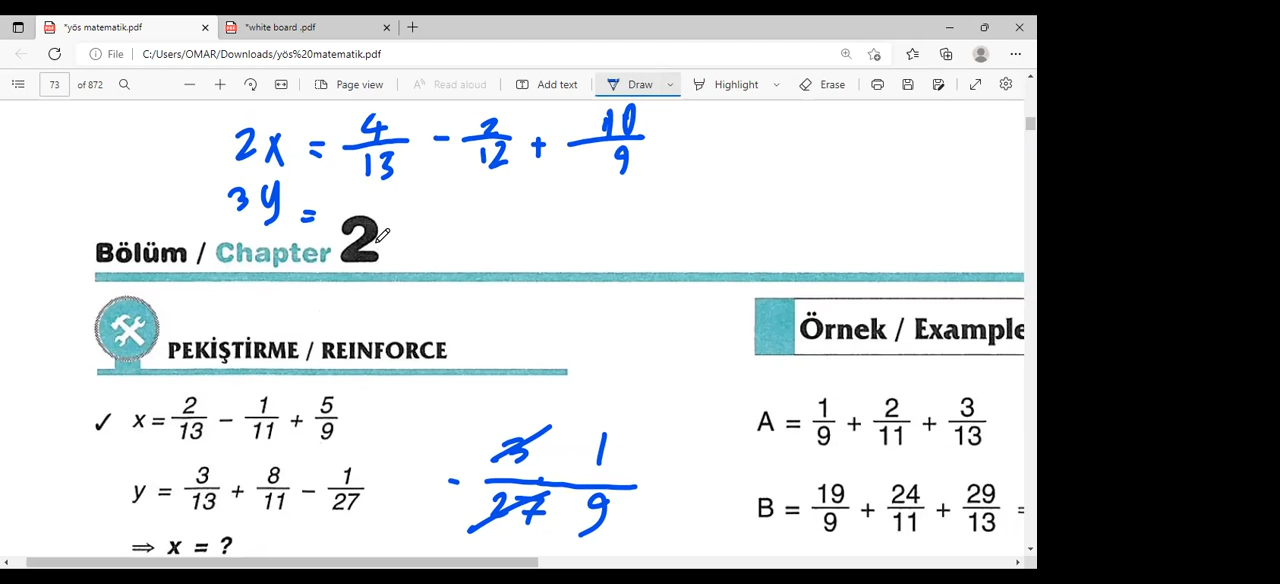 *yös matematik.pdf
*white board .pdf
File C:/Users/OMAR/Downloads/yös%20matematik.pdf
73 of 872 Page view Read aloud Add text Draw Highlight Erase
2x = 4/13 - 2/12 + 10/9
3y =
Bölüm / Chapter 2
PEKİŞTİRME / REINFORCE
Örnek / Example
✓ x = 2/13 - 1/11 + 5/9
y = 3/13 + 8/11 - 1/27
⇒ x = ?
- 3/27 1/9
A = 1/9 + 2/11 + 3/13
B = 19/9 + 24/11 + 29/13 =